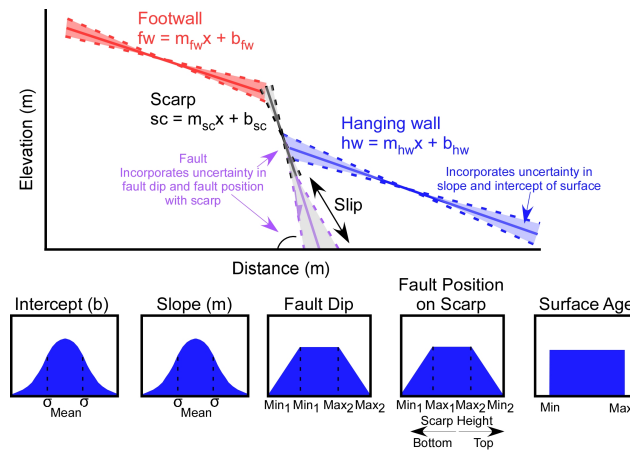 Footwall
fw = m_fw x + b_fw
Scarp
sc = m_sc x + b_sc
Hanging wall
hw = m_hw x + b_hw
Fault
Incorporates uncertainty in
fault dip and fault position
with scarp
Incorporates uncertainty in
slope and intercept of surface
Slip
Elevation (m)
Distance (m)
Intercept (b)
σ σ
Mean
Slope (m)
σ σ
Mean
Fault Dip
Min₁ Min₁ Max₂ Max₂
Fault Position
on Scarp
Min₁ Max₁ Max₂ Min₂
Scarp Height
Bottom Top
Surface Age
Min Max